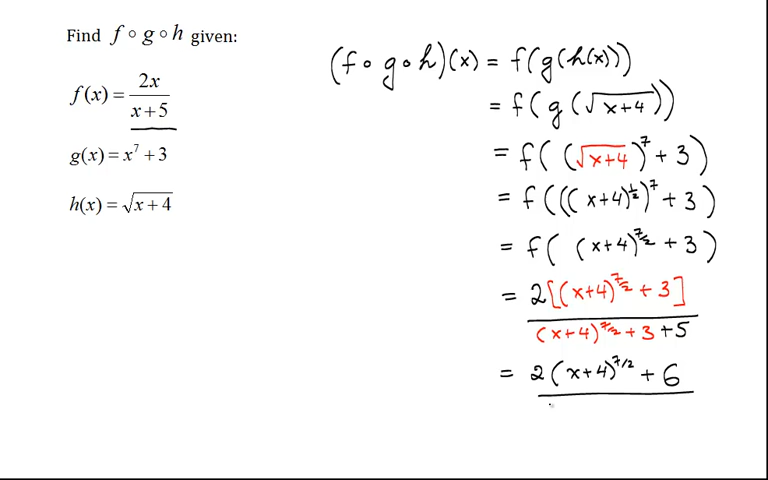 Find f ∘ g ∘ h given:
f(x) = 2x / (x + 5)
g(x) = x⁷ + 3
h(x) = √(x + 4)
(f ∘ g ∘ h)(x) = f(g(h(x)))
= f(g(√(x+4)))
= f((√(x+4))⁷ + 3)
= f(((x+4)^½)⁷ + 3)
= f((x+4)^7/2 + 3)
= 2[(x+4)^7/2 + 3] / (x+4)^7/2 + 3 + 5
= 2(x+4)^7/2 + 6